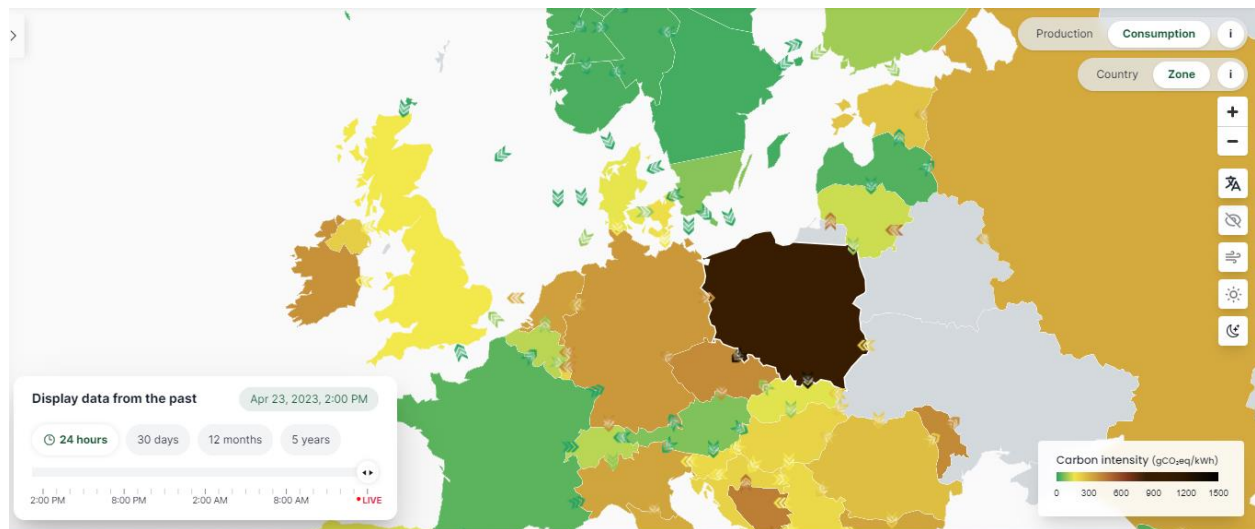 Production Consumption i
Country Zone i
+
−
文A
Display data from the past Apr 23, 2023, 2:00 PM
24 hours 30 days 12 months 5 years
2:00 PM 8:00 PM 2:00 AM 8:00 AM LIVE
Carbon intensity (gCO₂eq/kWh)
0 300 600 900 1200 1500